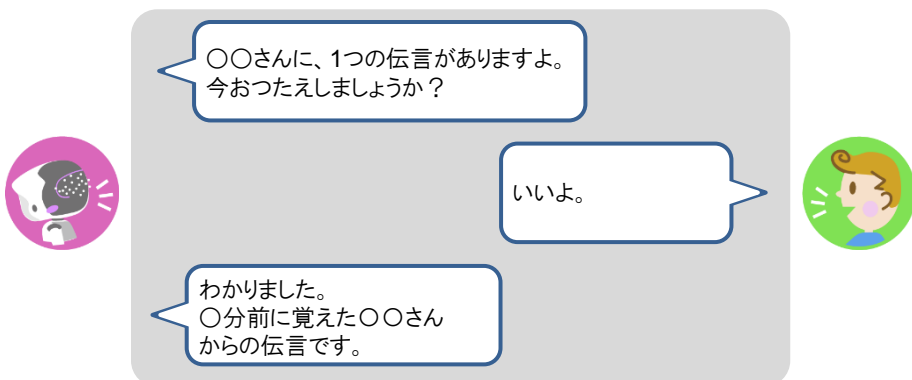 〇〇さんに、1つの伝言がありますよ。
今おつたえしましょうか？
いいよ。
わかりました。
〇分前に覚えた〇〇さん
からの伝言です。